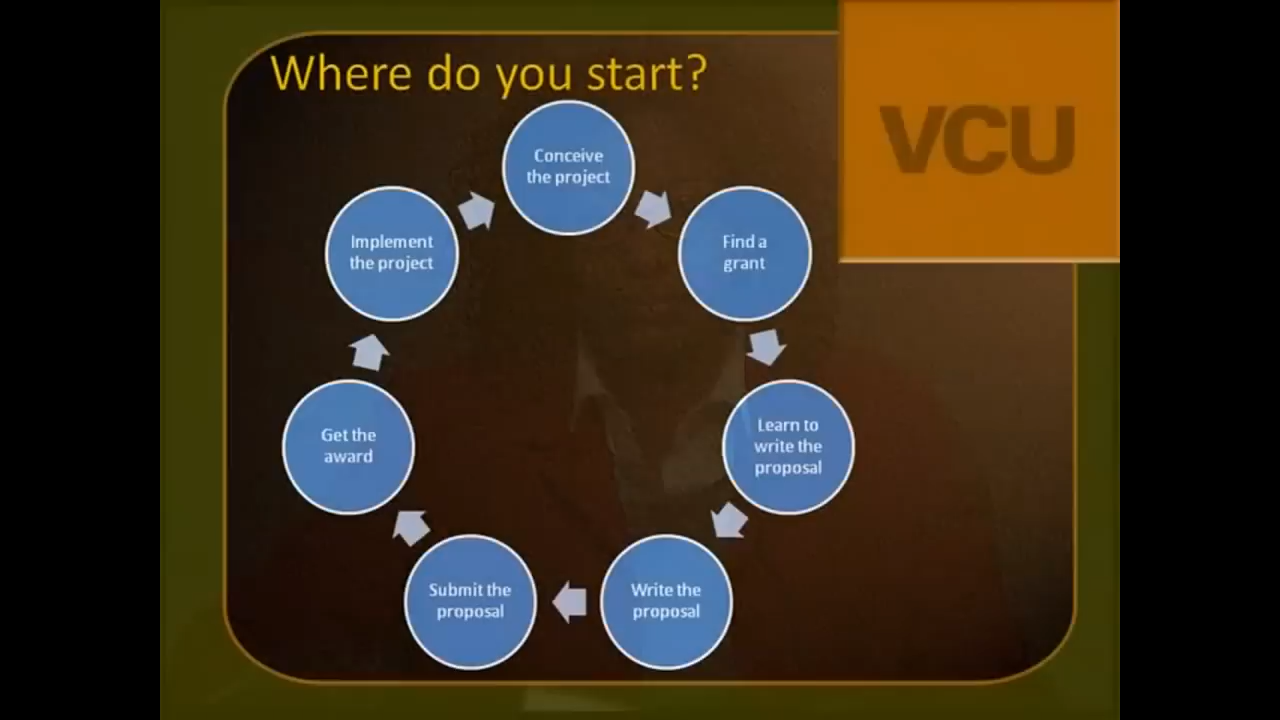 Where do you start?
VCU
Conceive
the project
Find a
grant
Learn to
write the
proposal
Write the
proposal
Submit the
proposal
Get the
award
Implement
the project